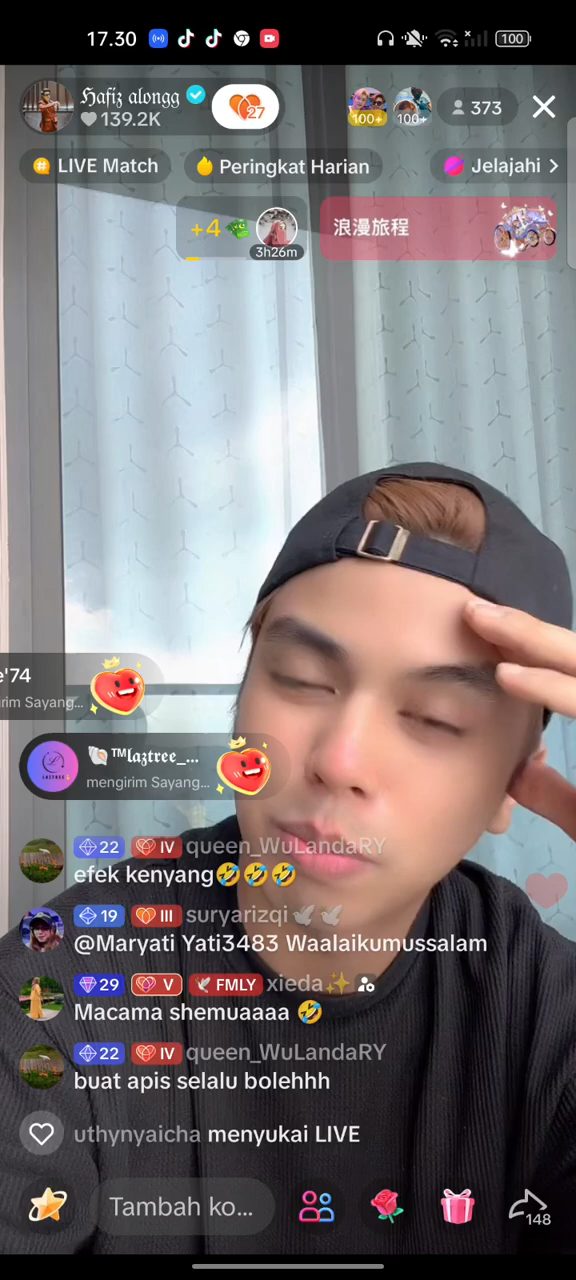 17.30
100
Hafiz alongg
139.2K
27
100+
100+
373
LIVE Match
Peringkat Harian
Jelajahi
+4
3h26m
浪漫旅程
e'74
rim Sayang...
™laztree_...
mengirim Sayang...
LAZTREE
22 IV queen_WuLandaRY
efek kenyang🤣🤣🤣
19 III suryarizqi🕊️🕊️
@Maryati Yati3483 Waalaikumussalam
29 V FMLY xieda✨
Macama shemuaaaa 🤣
22 IV queen_WuLandaRY
buat apis selalu bolehhh
uthynyaicha menyukai LIVE
Tambah ko...
148